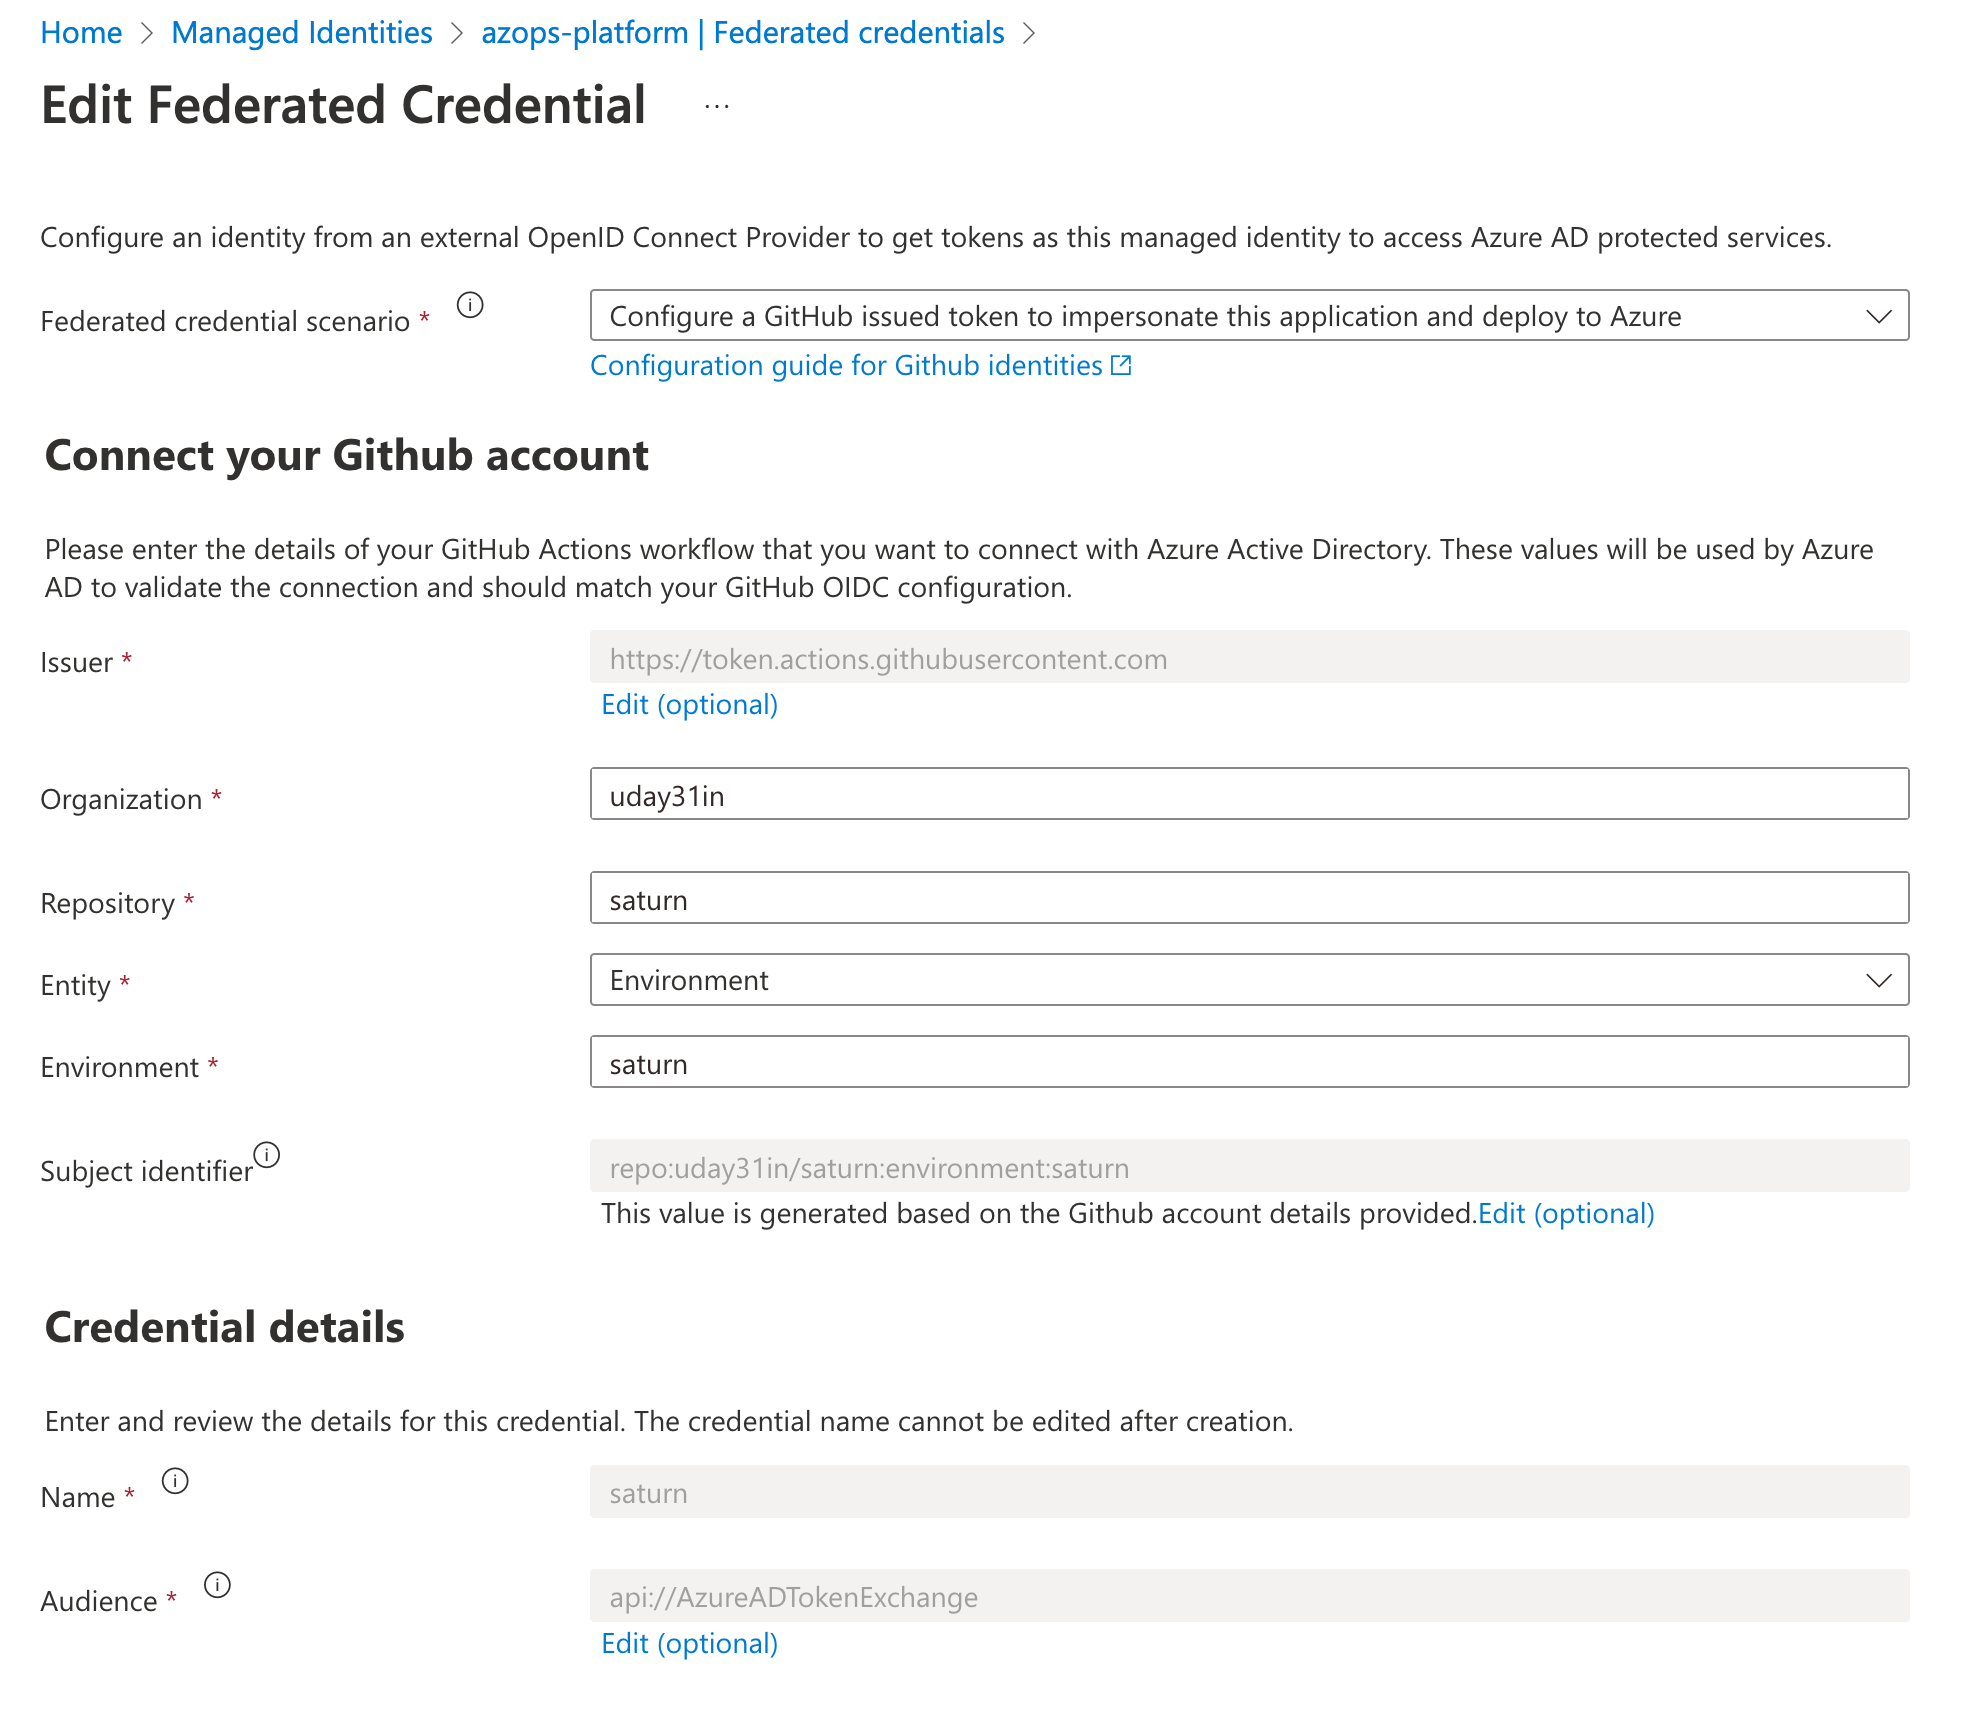 Home > Managed Identities > azops-platform | Federated credentials >
Edit Federated Credential ...
Configure an identity from an external OpenID Connect Provider to get tokens as this managed identity to access Azure AD protected services.
Federated credential scenario * Configure a GitHub issued token to impersonate this application and deploy to Azure
Configuration guide for Github identities
Connect your Github account
Please enter the details of your GitHub Actions workflow that you want to connect with Azure Active Directory. These values will be used by Azure
AD to validate the connection and should match your GitHub OIDC configuration.
Issuer * https://token.actions.githubusercontent.com
Edit (optional)
Organization * uday31in
Repository * saturn
Entity * Environment
Environment * saturn
Subject identifier repo:uday31in/saturn:environment:saturn
This value is generated based on the Github account details provided.Edit (optional)
Credential details
Enter and review the details for this credential. The credential name cannot be edited after creation.
Name * saturn
Audience * api://AzureADTokenExchange
Edit (optional)